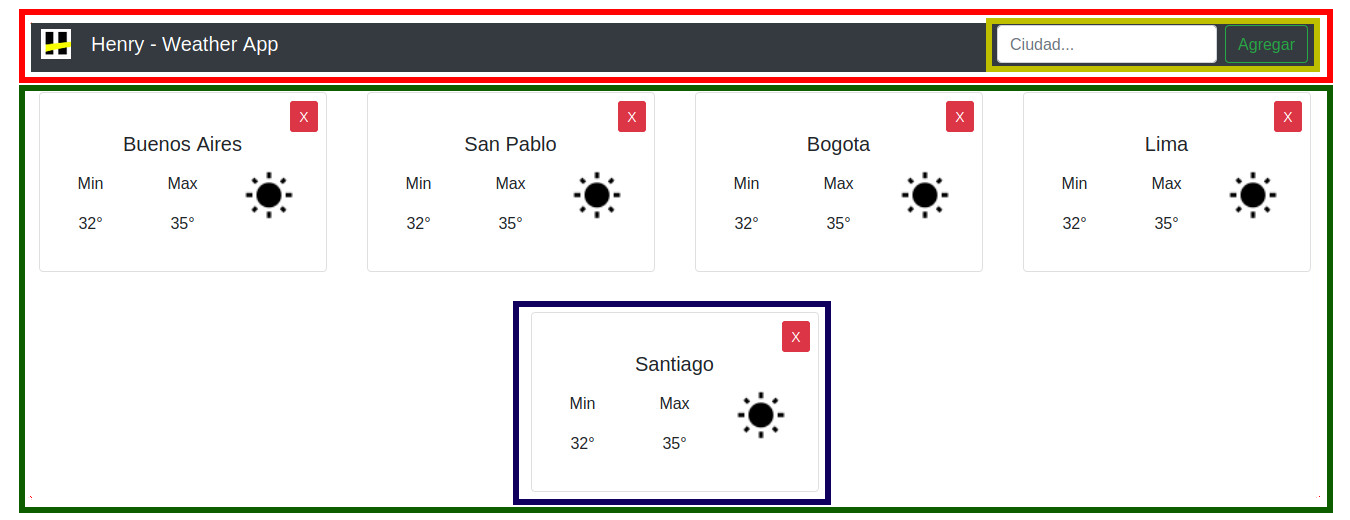 Henry - Weather App
Ciudad... Agregar
X X X X
Buenos Aires San Pablo Bogota Lima
Min Max Min Max Min Max Min Max
32° 35° 32° 35° 32° 35° 32° 35°
X
Santiago
Min Max
32° 35°